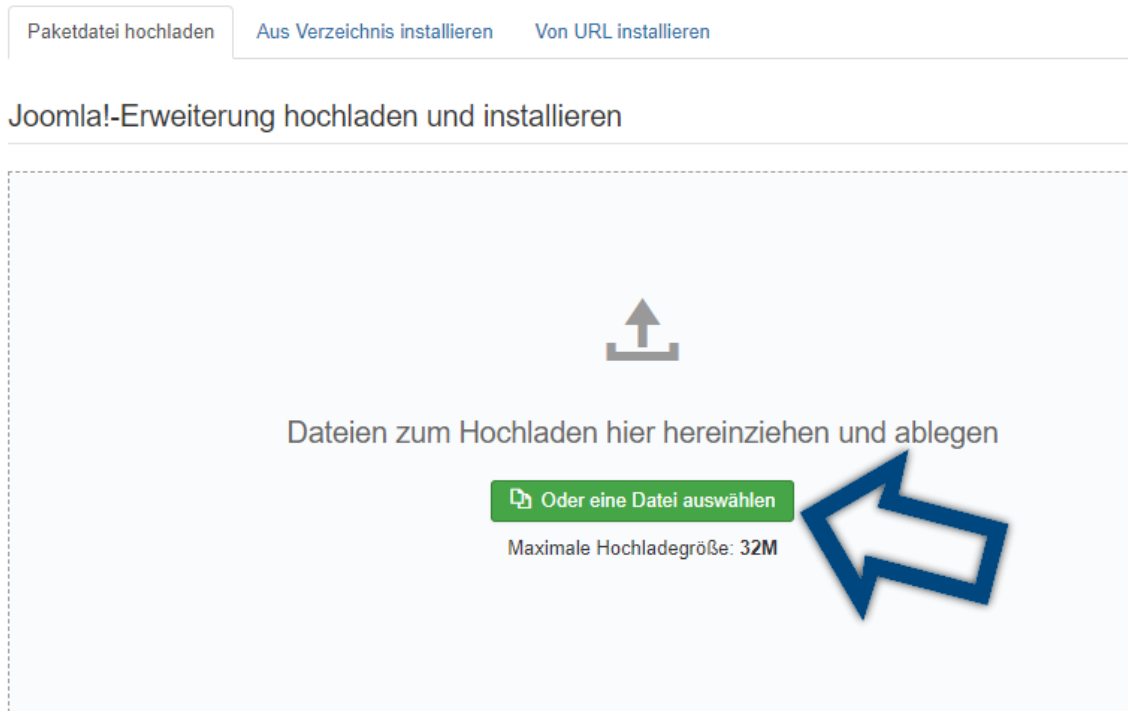 Paketdatei hochladen Aus Verzeichnis installieren Von URL installieren
Joomla!-Erweiterung hochladen und installieren
Dateien zum Hochladen hier hereinziehen und ablegen
Oder eine Datei auswählen
Maximale Hochladegröße: 32M